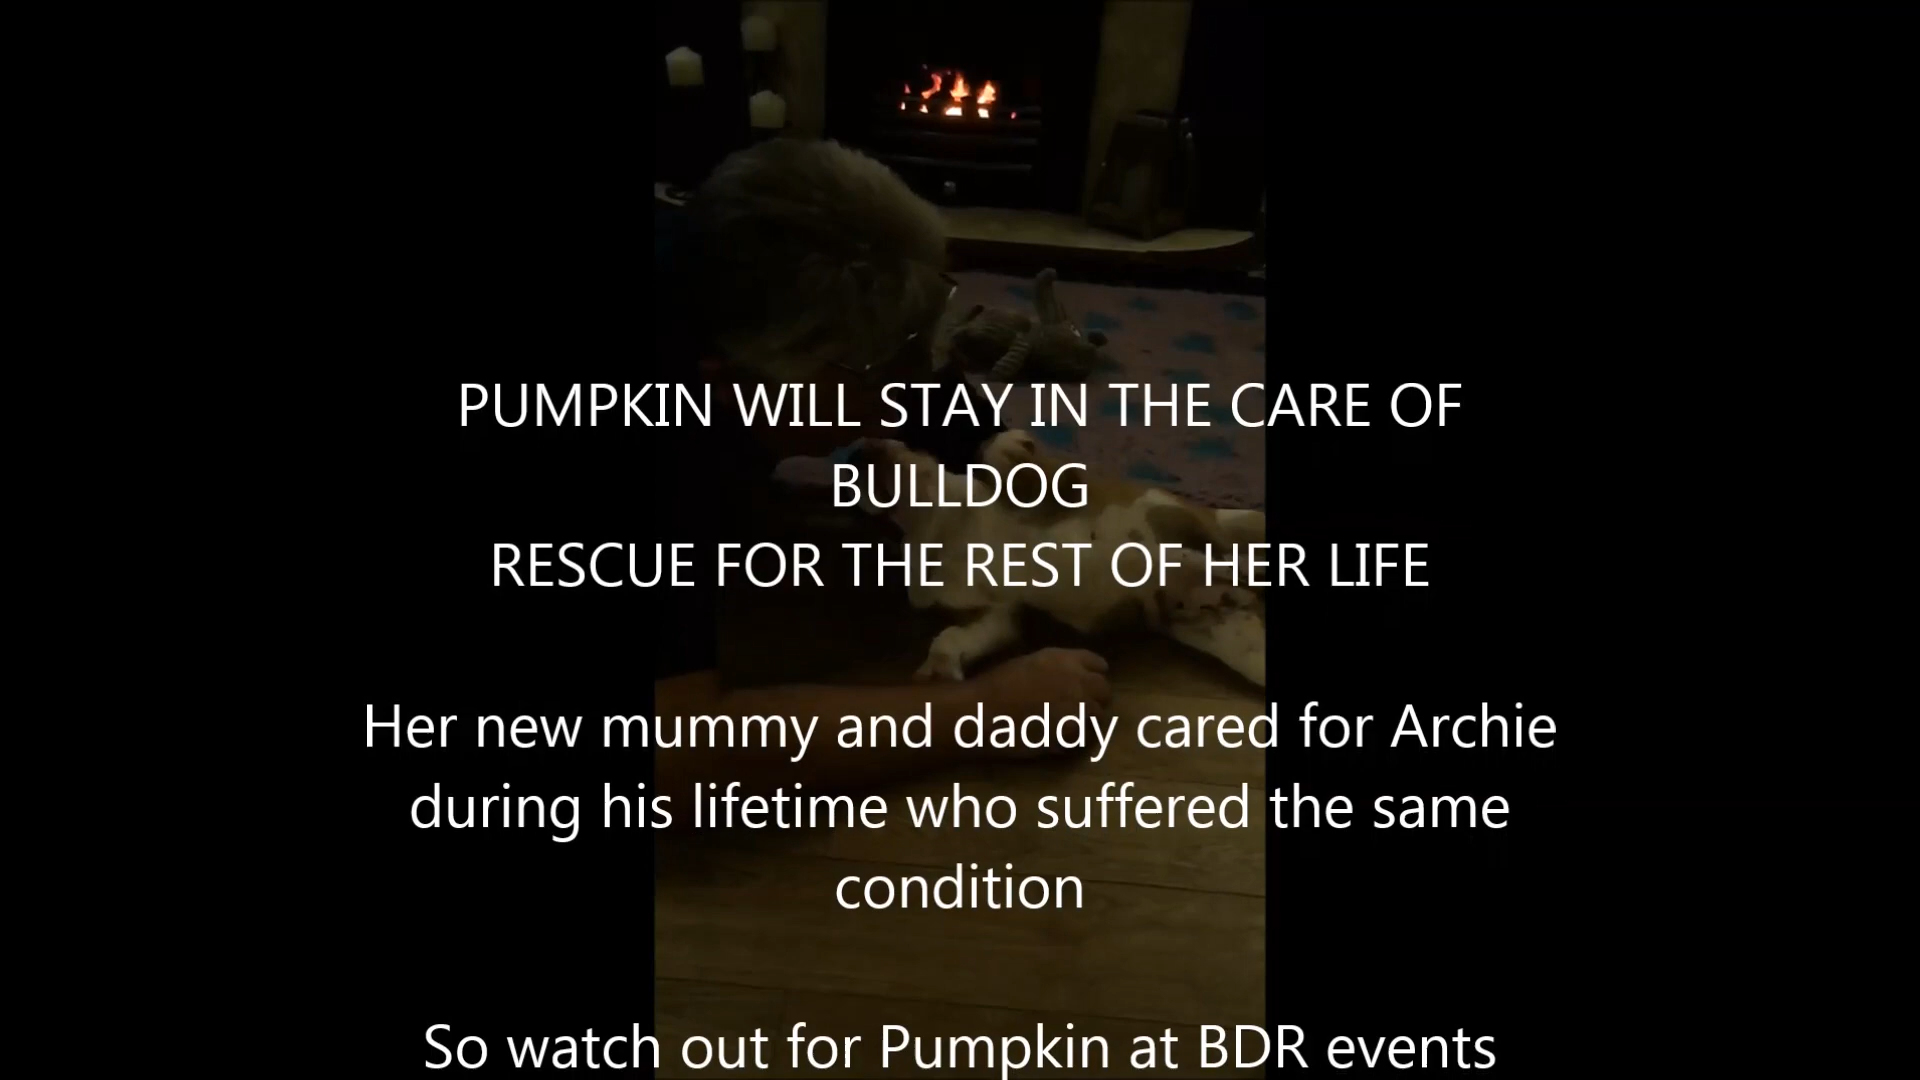 PUMPKIN WILL STAY IN THE CARE OF
BULLDOG
RESCUE FOR THE REST OF HER LIFE
Her new mummy and daddy cared for Archie
during his lifetime who suffered the same
condition
So watch out for Pumpkin at BDR events